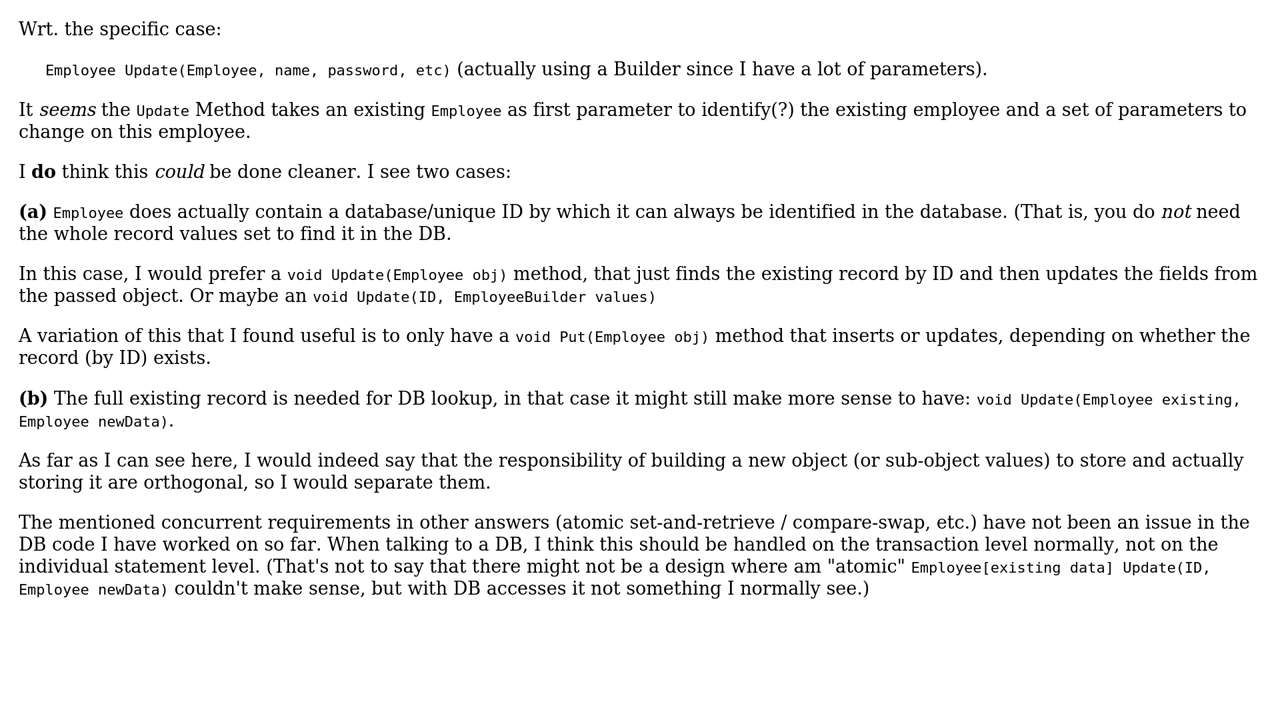 Wrt. the specific case:
Employee Update(Employee, name, password, etc) (actually using a Builder since I have a lot of parameters).
It seems the Update Method takes an existing Employee as first parameter to identify(?) the existing employee and a set of parameters to
change on this employee.
I do think this could be done cleaner. I see two cases:
(a) Employee does actually contain a database/unique ID by which it can always be identified in the database. (That is, you do not need
the whole record values set to find it in the DB.
In this case, I would prefer a void Update(Employee obj) method, that just finds the existing record by ID and then updates the fields from
the passed object. Or maybe an void Update(ID, EmployeeBuilder values)
A variation of this that I found useful is to only have a void Put(Employee obj) method that inserts or updates, depending on whether the
record (by ID) exists.
(b) The full existing record is needed for DB lookup, in that case it might still make more sense to have: void Update(Employee existing,
Employee newData).
As far as I can see here, I would indeed say that the responsibility of building a new object (or sub-object values) to store and actually
storing it are orthogonal, so I would separate them.
The mentioned concurrent requirements in other answers (atomic set-and-retrieve / compare-swap, etc.) have not been an issue in the
DB code I have worked on so far. When talking to a DB, I think this should be handled on the transaction level normally, not on the
individual statement level. (That's not to say that there might not be a design where am "atomic" Employee[existing data] Update(ID,
Employee newData) couldn't make sense, but with DB accesses it not something I normally see.)